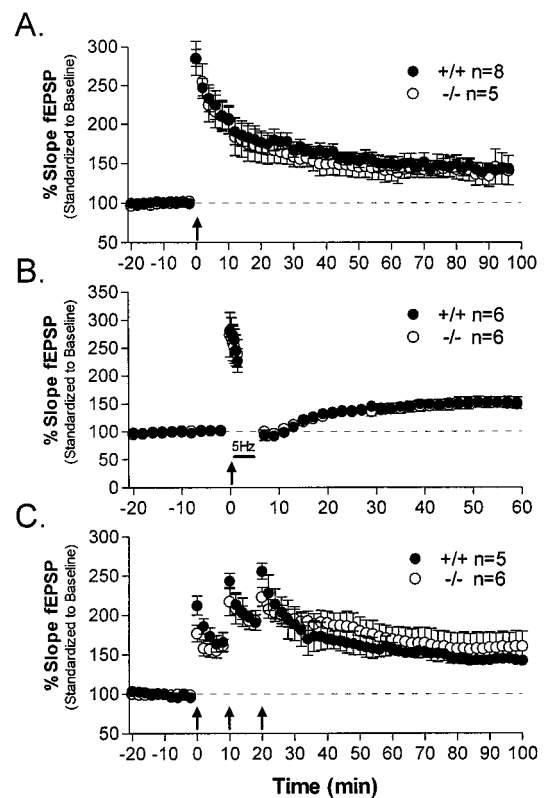 A.
% Slope fEPSP
(Standardized to Baseline)
300
250
200
150
100
50
+/+ n=8
-/- n=5
-20 -10 0 10 20 30 40 50 60 70 80 90 100
B.
% Slope fEPSP
(Standardized to Baseline)
350
300
250
200
150
100
50
0
+/+ n=6
-/- n=6
5Hz
-20 -10 0 10 20 30 40 50 60
C.
% Slope fEPSP
(Standardized to Baseline)
300
250
200
150
100
50
0
+/+ n=5
-/- n=6
-20 -10 0 10 20 30 40 50 60 70 80 90 100
Time (min)